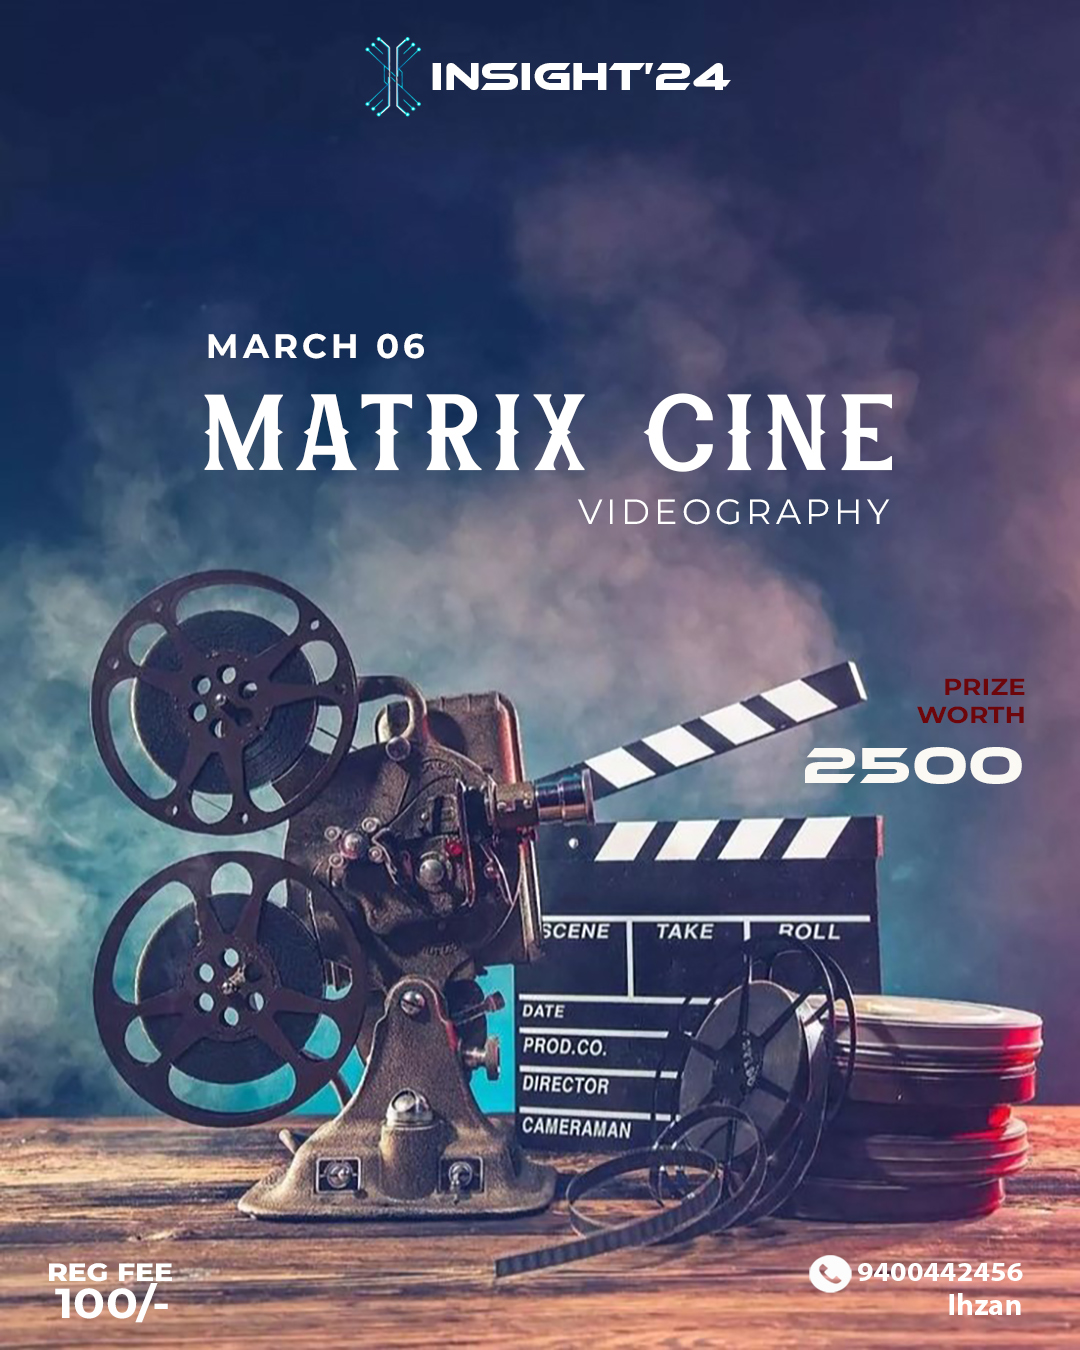 INSIGHT'24
MARCH 06
MATRIX CINE
VIDEOGRAPHY
PRIZE
WORTH
2500
SCENE TAKE ROLL
DATE
PROD.CO.
DIRECTOR
CAMERAMAN
REG FEE
100/-
9400442456
Ihzan